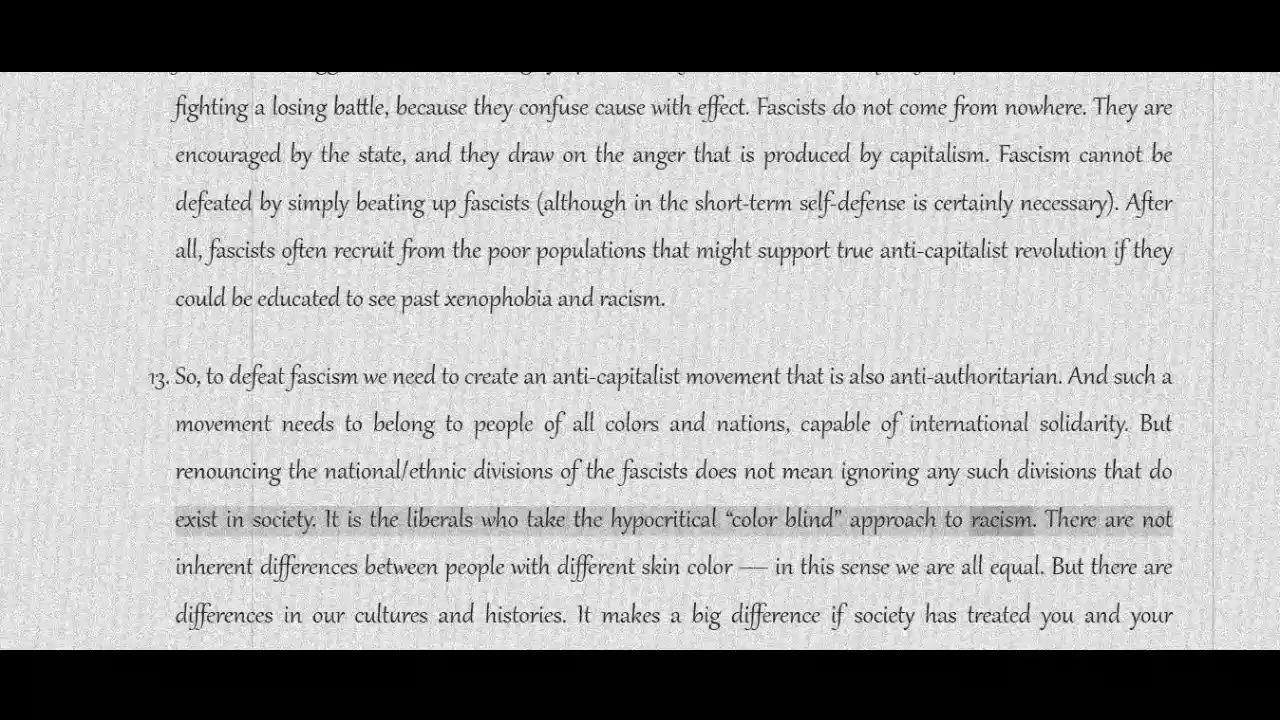 fighting a losing battle, because they confuse cause with effect. Fascists do not come from nowhere. They are
encouraged by the state, and they draw on the anger that is produced by capitalism. Fascism cannot be
defeated by simply beating up fascists (although in the short-term self-defense is certainly necessary). After
all, fascists often recruit from the poor populations that might support true anti-capitalist revolution if they
could be educated to see past xenophobia and racism.
13. So, to defeat fascism we need to create an anti-capitalist movement that is also anti-authoritarian. And such a
movement needs to belong to people of all colors and nations, capable of international solidarity. But
renouncing the national/ethnic divisions of the fascists does not mean ignoring any such divisions that do
exist in society. It is the liberals who take the hypocritical “color blind” approach to racism. There are not
inherent differences between people with different skin color — in this sense we are all equal. But there are
differences in our cultures and histories. It makes a big difference if society has treated you and your